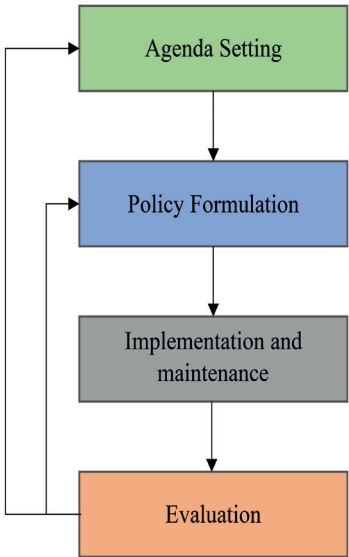 Agenda Setting
Policy Formulation
Implementation and
maintenance
Evaluation